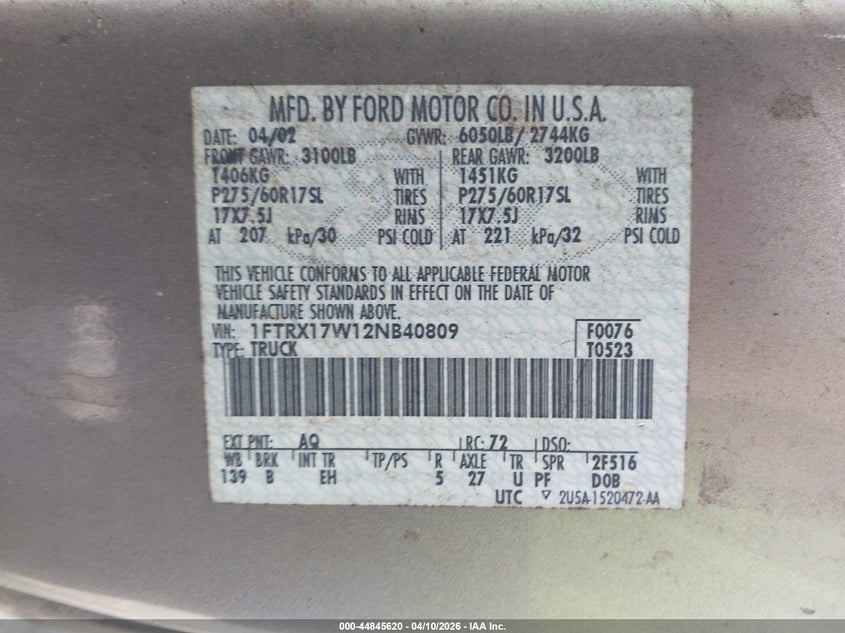 MFD. BY FORD MOTOR CO. IN U.S.A.
DATE: 04/02 GVWR: 6050LB/ 2744KG
FRONT GAWR: 3100LB REAR GAWR: 3200LB
1406KG WITH 1451KG WITH
P275/60R17SL TIRES P275/60R17SL TIRES
17X7.5J RIMS 17X7.5J RIMS
AT 207 kPa/30 PSI COLD AT 221 kPa/32 PSI COLD
THIS VEHICLE CONFORMS TO ALL APPLICABLE FEDERAL MOTOR
VEHICLE SAFETY STANDARDS IN EFFECT ON THE DATE OF
MANUFACTURE SHOWN ABOVE.
VIN: 1FTRX17W12NB40809 F0076
TYPE: TRUCK T0523
EXT PNT: AQ RC: 72 DSO:
WB BRK INT TR TP/PS R AXLE TR SPR 2F516
139 B EH 5 27 U PF DOB
UTC ▽ 2U5A-1520472-AA
000-44845620 - 04/10/2026 - IAA Inc.